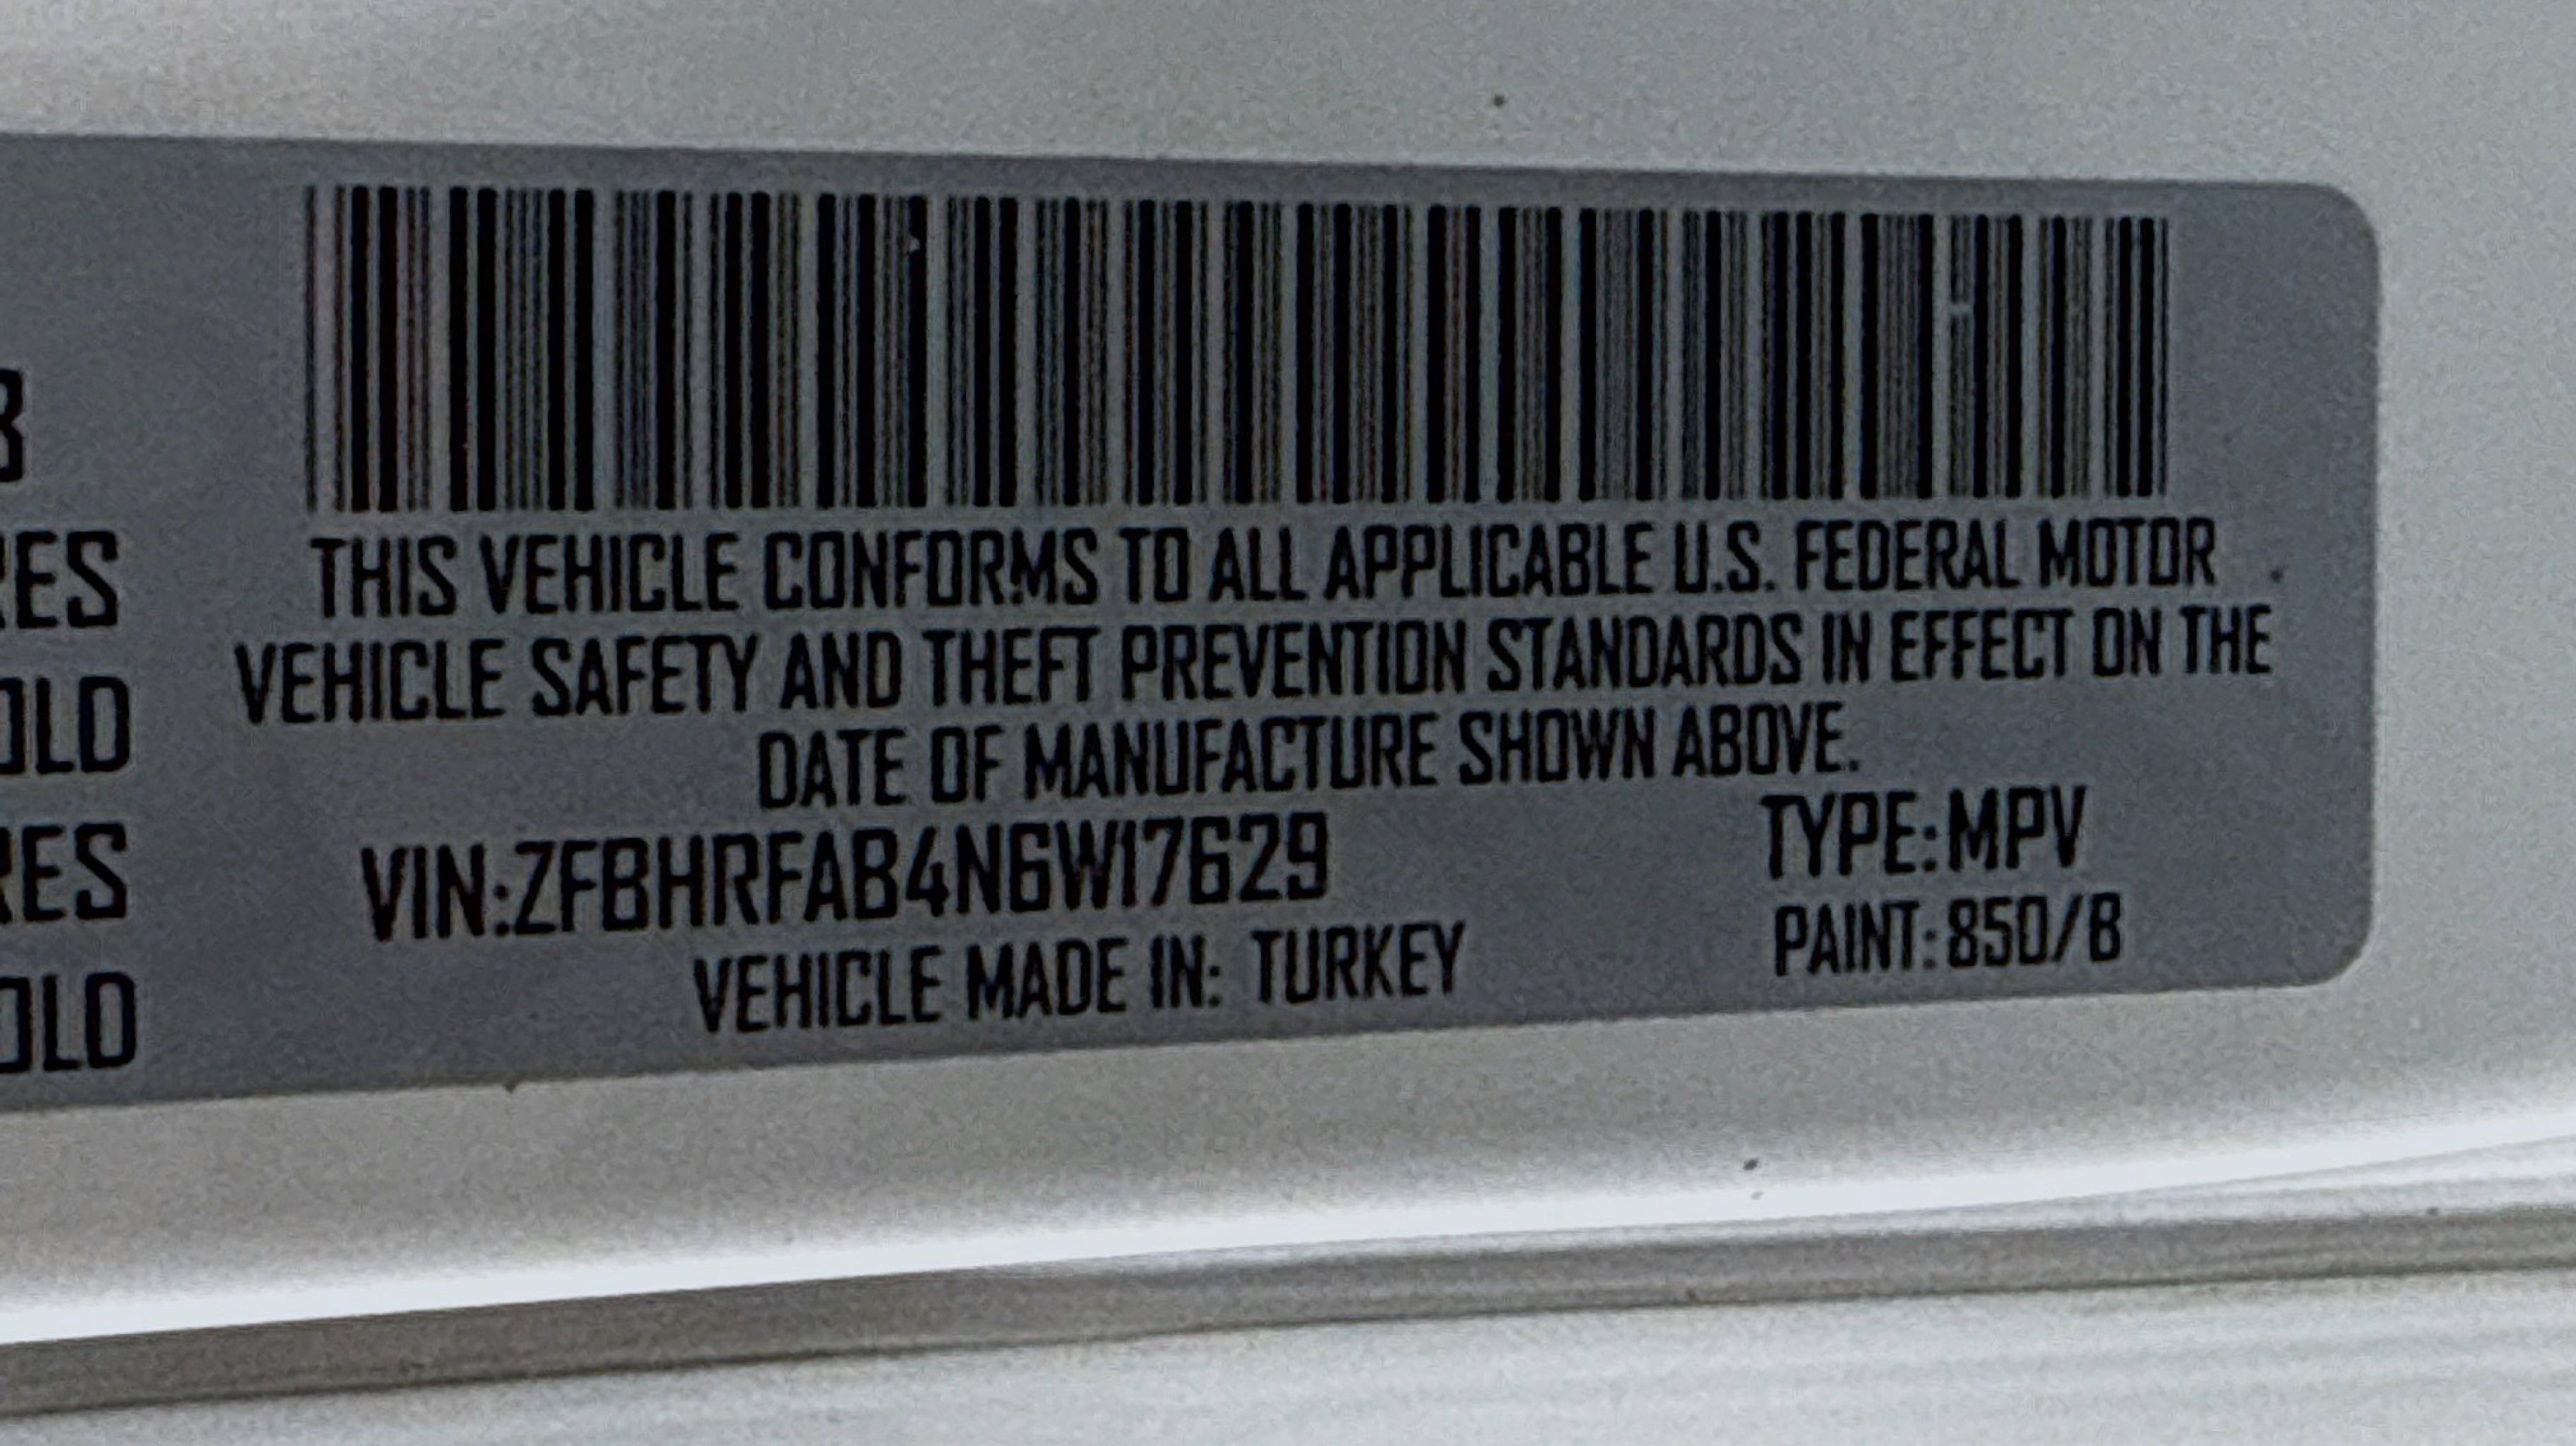 B
RES
OLD
RES
OLD
THIS VEHICLE CONFORMS TO ALL APPLICABLE U.S. FEDERAL MOTOR
VEHICLE SAFETY AND THEFT PREVENTION STANDARDS IN EFFECT ON THE
DATE OF MANUFACTURE SHOWN ABOVE.
VIN:ZFBHRFAB4N6W17629 TYPE:MPV
VEHICLE MADE IN: TURKEY PAINT:850/B